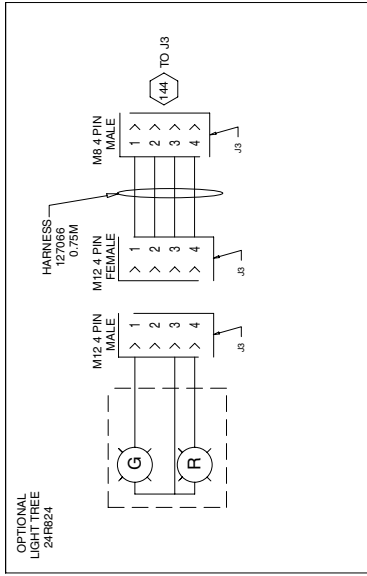 OPTIONAL
LIGHT TREE
24R824
G
R
M12 4 PIN
MALE
1
2
3
4
J3
M12 4 PIN
FEMALE
1
2
3
4
J3
HARNESS
127066
0.75M
M8 4 PIN
MALE
1
2
3
4
J3
144
TO J3